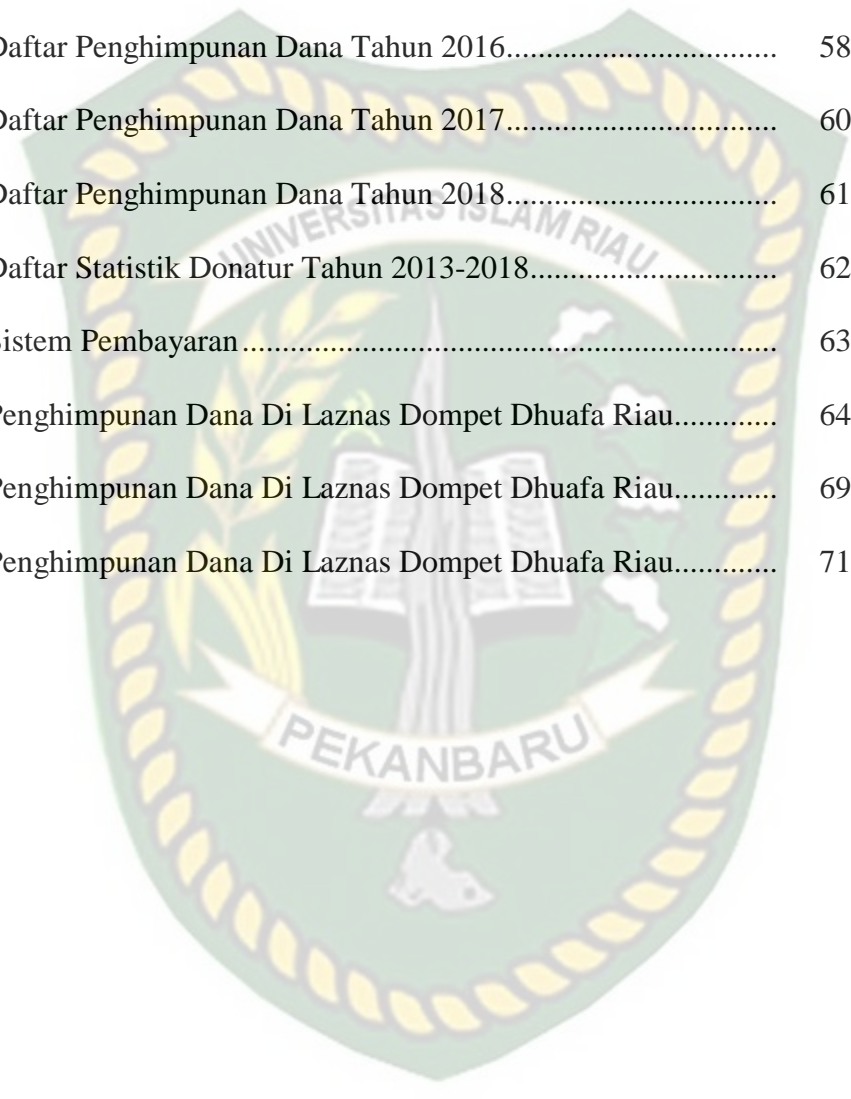 Daftar Penghimpunan Dana Tahun 2016................................. 58
Daftar Penghimpunan Dana Tahun 2017................................. 60
Daftar Penghimpunan Dana Tahun 2018................................. 61
Daftar Statistik Donatur Tahun 2013-2018.............................. 62
Sistem Pembayaran................................................................. 63
Penghimpunan Dana Di Laznas Dompet Dhuafa Riau............. 64
Penghimpunan Dana Di Laznas Dompet Dhuafa Riau............. 69
Penghimpunan Dana Di Laznas Dompet Dhuafa Riau............. 71
UNIVERSITAS ISLAM RIAU
PEKANBARU